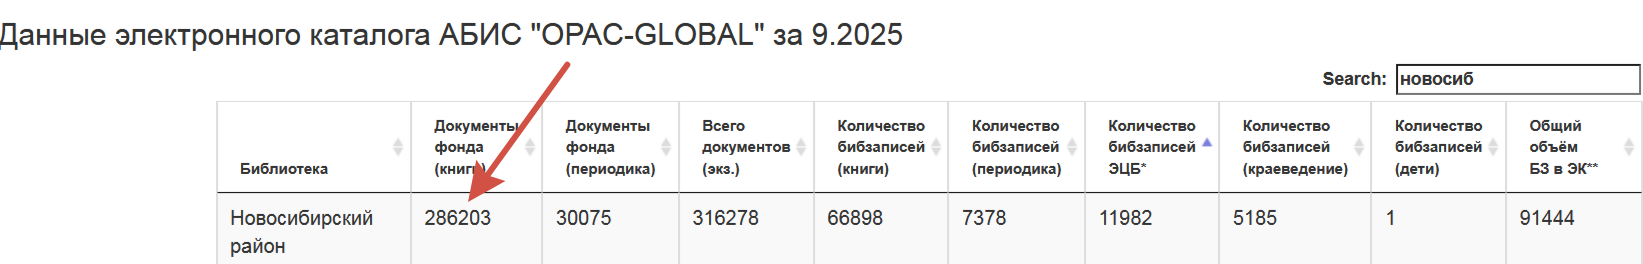 Данные электронного каталога АБИС "OPAC-GLOBAL" за 9.2025
Search: новосиб
Библиотека
Документы
фонда
(книги)
Документы
фонда
(периодика)
Всего
документов
(экз.)
Количество
бибзаписей
(книги)
Количество
бибзаписей
(периодика)
Количество
бибзаписей
ЭЦБ*
Количество
бибзаписей
(краеведение)
Количество
бибзаписей
(дети)
Общий
объём
БЗ в ЭК**
Новосибирский
район
286203
30075
316278
66898
7378
11982
5185
1
91444